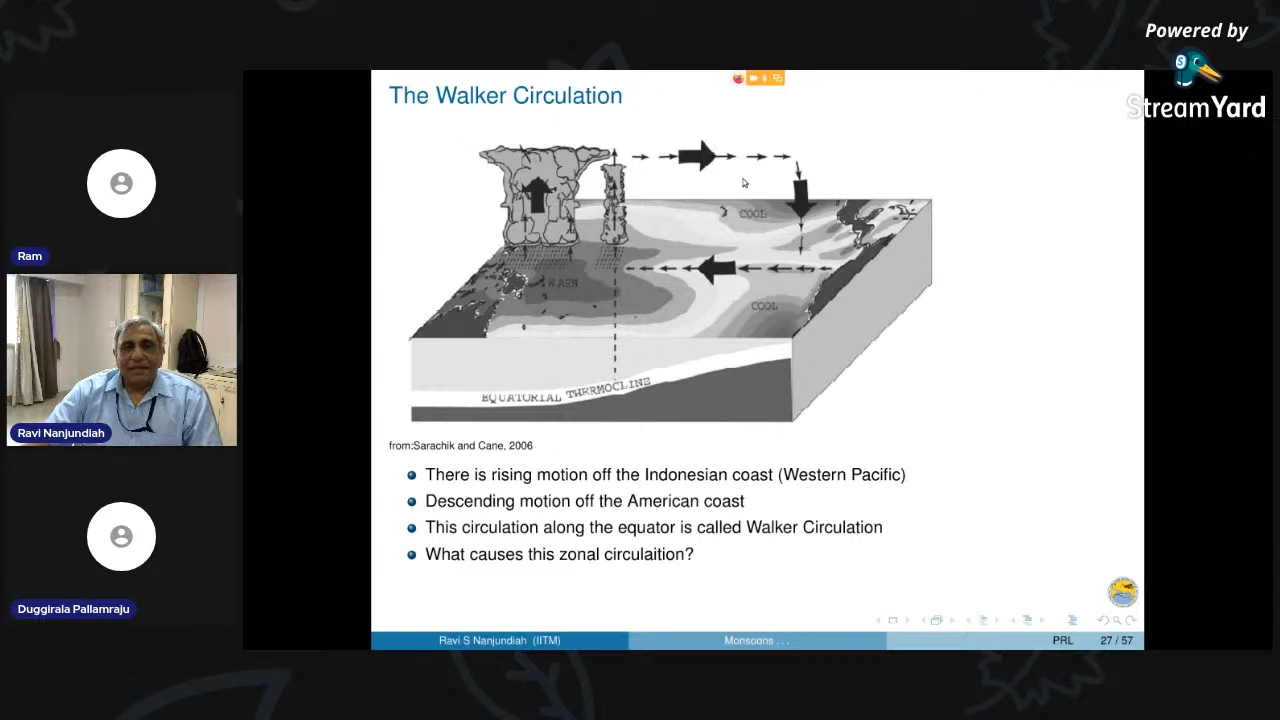 Powered by
StreamYard
The Walker Circulation
COOL
WARM
COOL
EQUATORIAL THERMOCLINE
from:Sarachik and Cane, 2006
There is rising motion off the Indonesian coast (Western Pacific)
Descending motion off the American coast
This circulation along the equator is called Walker Circulation
What causes this zonal circulaition?
Ravi S Nanjundiah (IITM)
Monsoons . . .
PRL
27 / 57
Ram
Ravi Nanjundiah
Duggirala Pallamraju